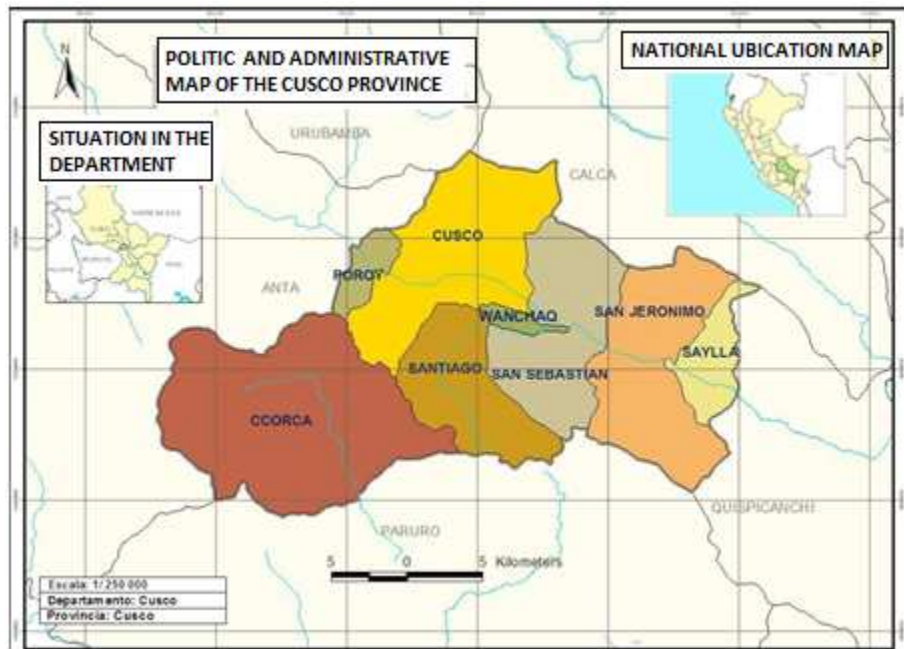 N
POLITIC AND ADMINISTRATIVE
MAP OF THE CUSCO PROVINCE
NATIONAL UBICATION MAP
SITUATION IN THE
DEPARTMENT
URUBAMBA
CALCA
CUSCO
POROY
ANTA
WANCHAQ
SAN JERONIMO
SANTIAGO
SAN SEBASTIAN
SAYLLA
CCORCA
QUISPICANCHI
PARURO
5 0 5 Kilometers
Escala: 1/250 000
Departamento: Cusco
Provincia: Cusco